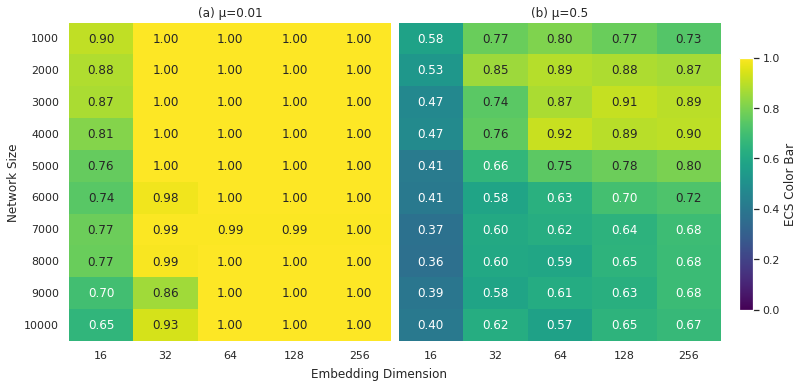 (a) μ=0.01 (b) μ=0.5
1000 0.90 1.00 1.00 1.00 1.00 0.58 0.77 0.80 0.77 0.73
2000 0.88 1.00 1.00 1.00 1.00 0.53 0.85 0.89 0.88 0.87
3000 0.87 1.00 1.00 1.00 1.00 0.47 0.74 0.87 0.91 0.89
4000 0.81 1.00 1.00 1.00 1.00 0.47 0.76 0.92 0.89 0.90
5000 0.76 1.00 1.00 1.00 1.00 0.41 0.66 0.75 0.78 0.80
6000 0.74 0.98 1.00 1.00 1.00 0.41 0.58 0.63 0.70 0.72
7000 0.77 0.99 0.99 0.99 1.00 0.37 0.60 0.62 0.64 0.68
8000 0.77 0.99 1.00 1.00 1.00 0.36 0.60 0.59 0.65 0.68
9000 0.70 0.86 1.00 1.00 1.00 0.39 0.58 0.61 0.63 0.68
10000 0.65 0.93 1.00 1.00 1.00 0.40 0.62 0.57 0.65 0.67
16 32 64 128 256 16 32 64 128 256
Embedding Dimension
Network Size
1.0
0.8
0.6
0.4
0.2
0.0
ECS Color Bar